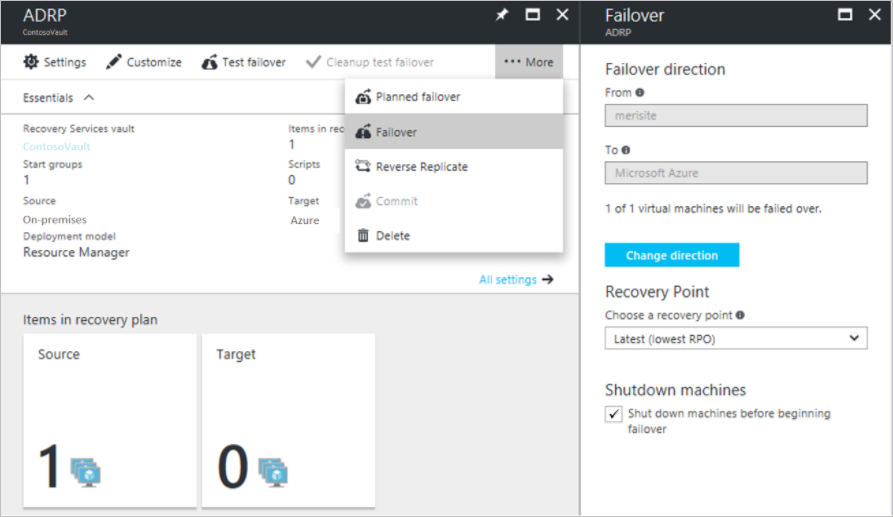 ADRP
ContosoVault
Settings
Customize
Test failover
Cleanup test failover
··· More
Essentials
Planned failover
Failover
Reverse Replicate
Commit
Delete
Recovery Services vault
ContosoVault
Start groups
1
Source
On-premises
Deployment model
Resource Manager
Items in rec
1
Scripts
0
Target
Azure
All settings
Items in recovery plan
Source
1
Target
0
Failover
ADRP
Failover direction
From
merisite
To
Microsoft Azure
1 of 1 virtual machines will be failed over.
Change direction
Recovery Point
Choose a recovery point
Latest (lowest RPO)
Shutdown machines
Shut down machines before beginning
failover